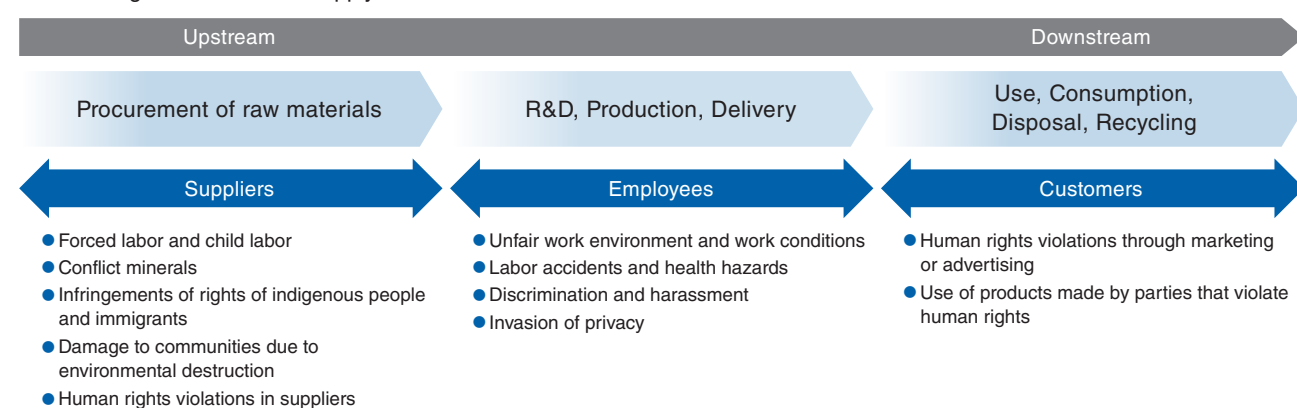 Upstream Downstream
Procurement of raw materials
R&D, Production, Delivery
Use, Consumption,
Disposal, Recycling
Suppliers
● Forced labor and child labor
● Conflict minerals
● Infringements of rights of indigenous people
and immigrants
● Damage to communities due to
environmental destruction
● Human rights violations in suppliers
Employees
● Unfair work environment and work conditions
● Labor accidents and health hazards
● Discrimination and harassment
● Invasion of privacy
Customers
● Human rights violations through marketing
or advertising
● Use of products made by parties that violate
human rights